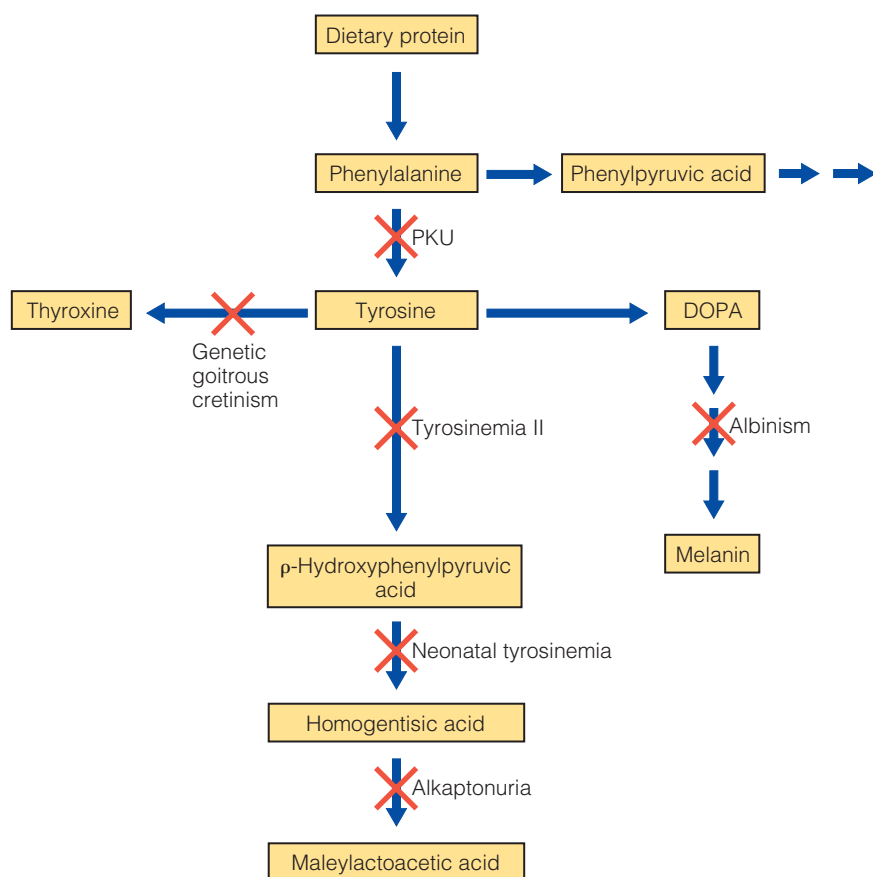 Dietary protein
Phenylalanine
Phenylpyruvic acid
PKU
Thyroxine
Tyrosine
DOPA
Genetic
goitrous
cretinism
Tyrosinemia II
Albinism
Melanin
ρ-Hydroxyphenylpyruvic
acid
Neonatal tyrosinemia
Homogentisic acid
Alkaptonuria
Maleylactoacetic acid